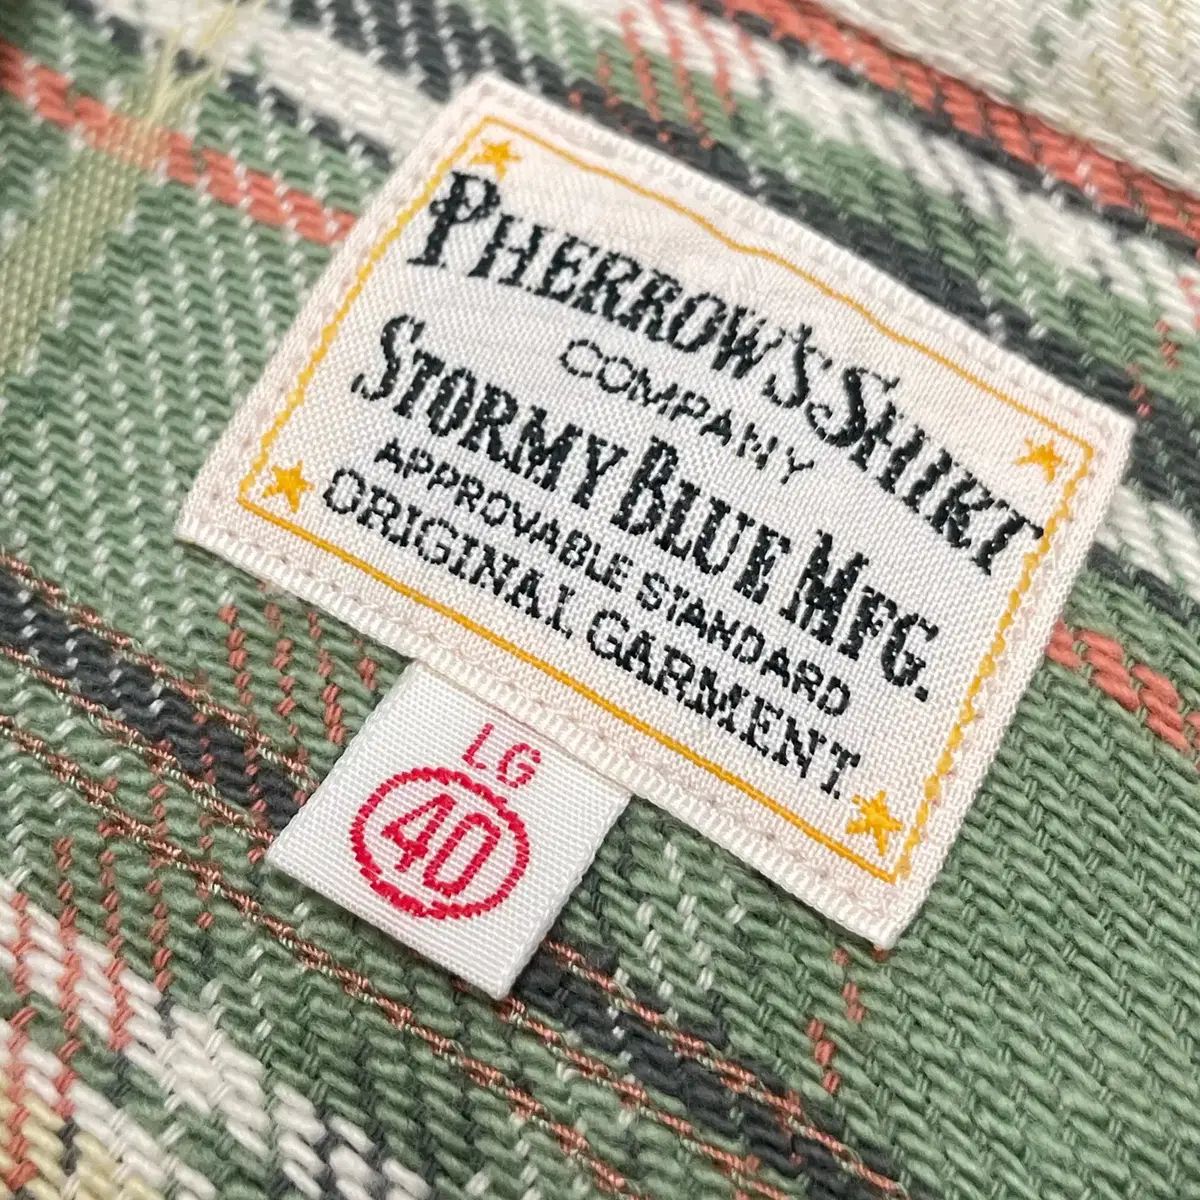 PHERROW'S SHIRT
COMPANY
STORMY BLUE MFG.
APPROVABLE STANDARD
ORIGINAL GARMENT.
LG
40